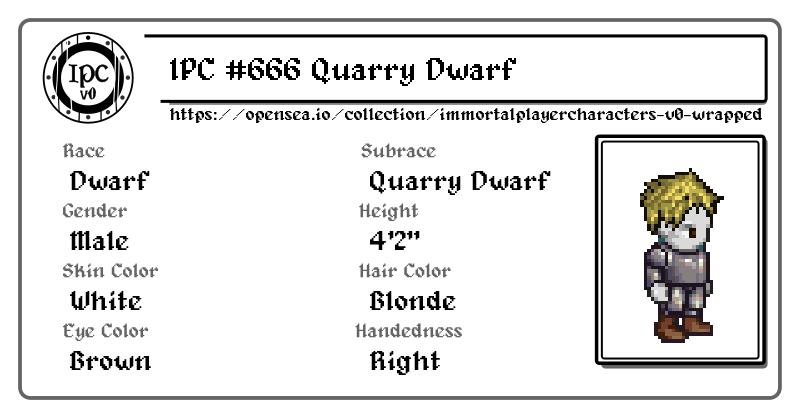 IPC
v0
IPC #666 Quarry Dwarf
https://opensea.io/collection/immortalplayercharacters-v0-wrapped
Race
Dwarf
Subrace
Quarry Dwarf
Gender
Male
Height
4'2"
Skin Color
White
Hair Color
Blonde
Eye Color
Brown
Handedness
Right